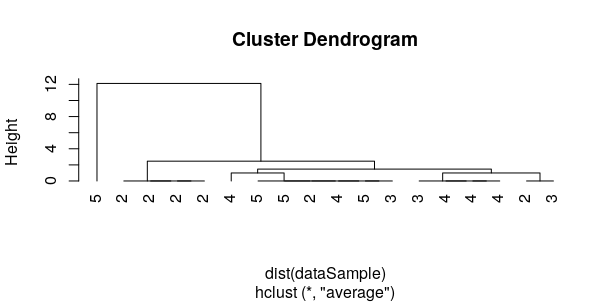 Cluster Dendrogram
Height
12
8
4
0
5 2 2 2 2 4 5 5 2 4 5 3 3 4 4 4 2 3
dist(dataSample)
hclust (*, "average")